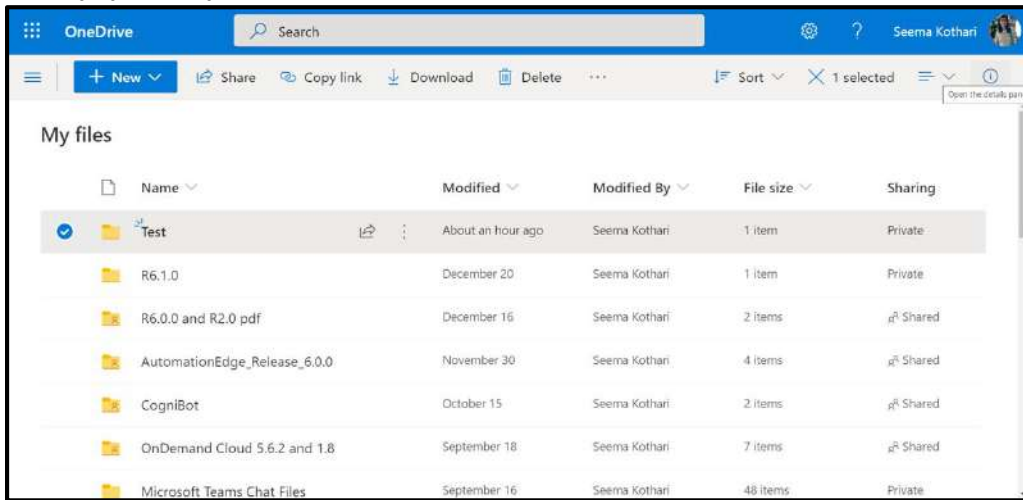 OneDrive Search Seema Kothari
+ New Share Copy link Download Delete ... Sort 1 selected
Open the details pan
My files
Name Modified Modified By File size Sharing
Test About an hour ago Seema Kothari 1 item Private
R6.1.0 December 20 Seema Kothari 1 item Private
R6.0.0 and R2.0 pdf December 16 Seema Kothari 2 items Shared
AutomationEdge_Release_6.0.0 November 30 Seema Kothari 4 items Shared
CogniBot October 15 Seema Kothari 2 items Shared
OnDemand Cloud 5.6.2 and 1.8 September 18 Seema Kothari 7 items Shared
Microsoft Teams Chat Files September 16 Seema Kothari 48 items Private